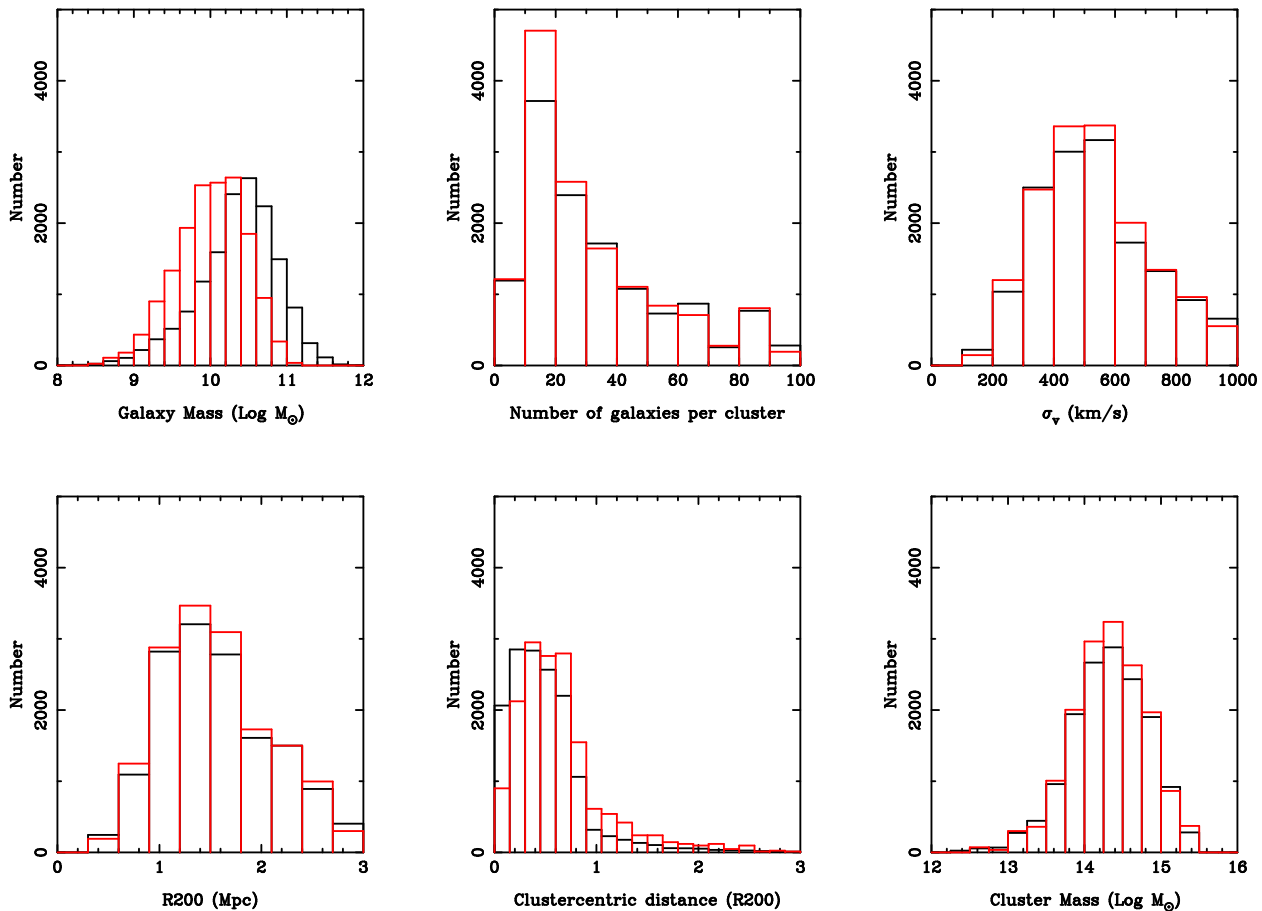 4000 4000 4000
Number Number Number
2000 2000 2000
0 0 0
8 9 10 11 12 0 20 40 60 80 100 0 200 400 600 800 1000
Galaxy Mass (Log M⊙) Number of galaxies per cluster σv (km/s)
4000 4000 4000
Number Number Number
2000 2000 2000
0 0 0
0 1 2 3 0 1 2 3 12 13 14 15 16
R200 (Mpc) Clustercentric distance (R200) Cluster Mass (Log M⊙)